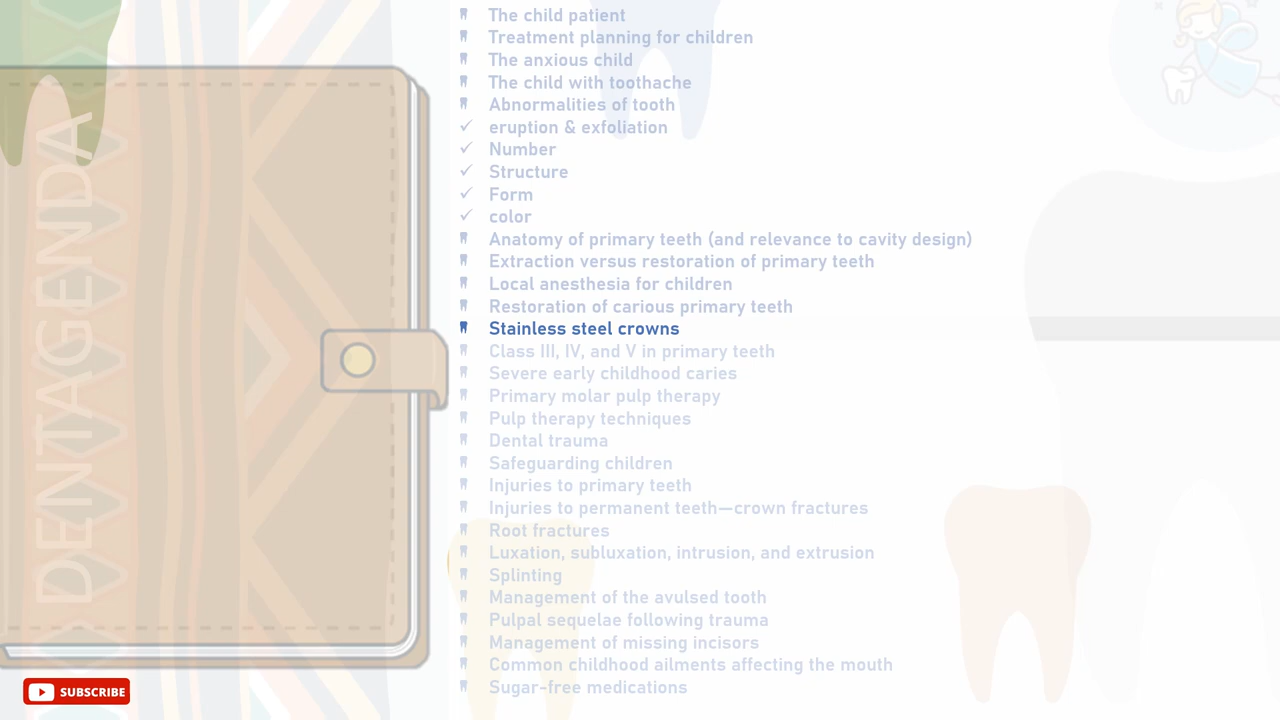 The child patient
Treatment planning for children
The anxious child
The child with toothache
Abnormalities of tooth
eruption & exfoliation
Number
Structure
Form
color
Anatomy of primary teeth (and relevance to cavity design)
Extraction versus restoration of primary teeth
Local anesthesia for children
Restoration of carious primary teeth
Stainless steel crowns
Class III, IV, and V in primary teeth
Severe early childhood caries
Primary molar pulp therapy
Pulp therapy techniques
Dental trauma
Safeguarding children
Injuries to primary teeth
Injuries to permanent teeth—crown fractures
Root fractures
Luxation, subluxation, intrusion, and extrusion
Splinting
Management of the avulsed tooth
Pulpal sequelae following trauma
Management of missing incisors
Common childhood ailments affecting the mouth
Sugar-free medications
DENTAGENDA
SUBSCRIBE